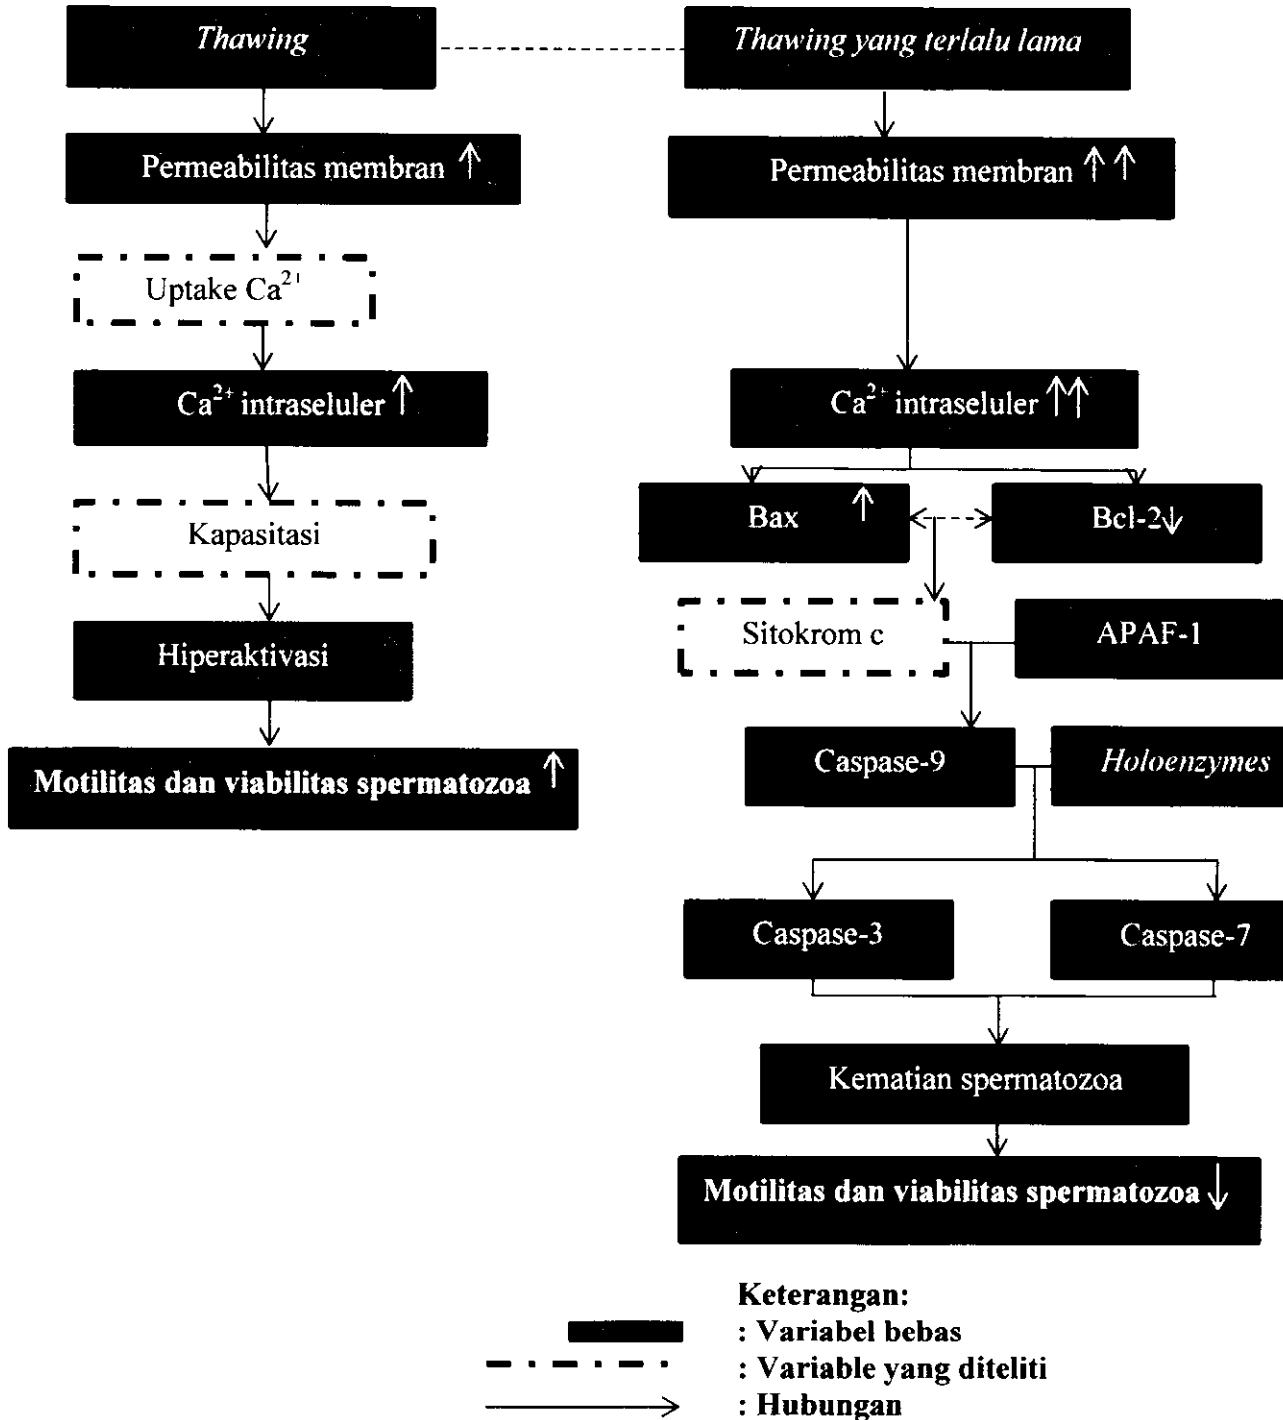 Thawing
Thawing yang terlalu lama
Permeabilitas membran ↑
Permeabilitas membran ↑↑
Uptake Ca²⁺
Ca²⁺ intraseluler ↑
Ca²⁺ intraseluler ↑↑
Bax ↑
Bcl-2↓
Kapasitasi
Sitokrom c
APAF-1
Hiperaktivasi
Caspase-9
Holoenzymes
Motilitas dan viabilitas spermatozoa ↑
Caspase-3
Caspase-7
Kematian spermatozoa
Motilitas dan viabilitas spermatozoa ↓
Keterangan:
: Variabel bebas
: Variable yang diteliti
: Hubungan